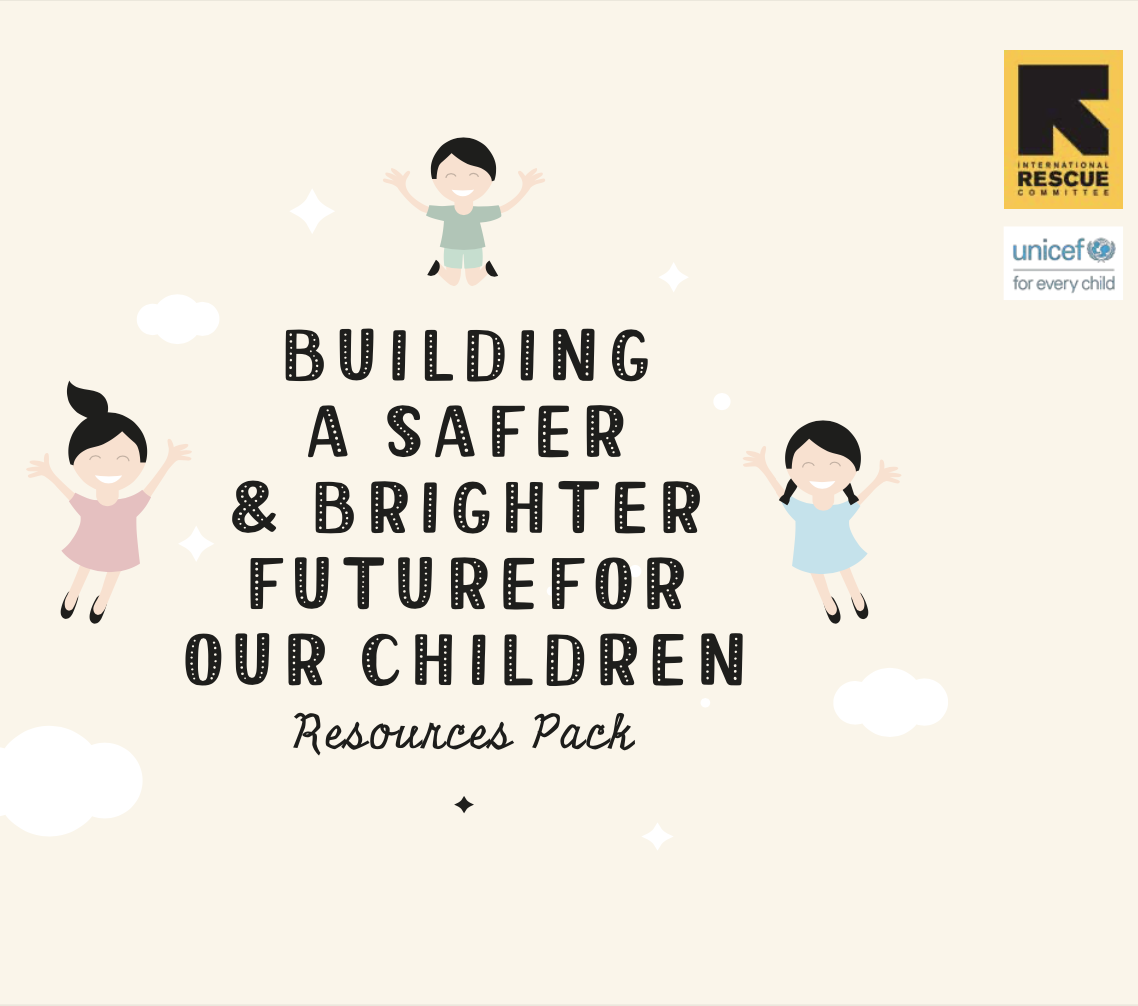 INTERNATIONAL
RESCUE
COMMITTEE
unicef
for every child
BUILDING
A SAFER
& BRIGHTER
FUTUREFOR
OUR CHILDREN
Resources Pack